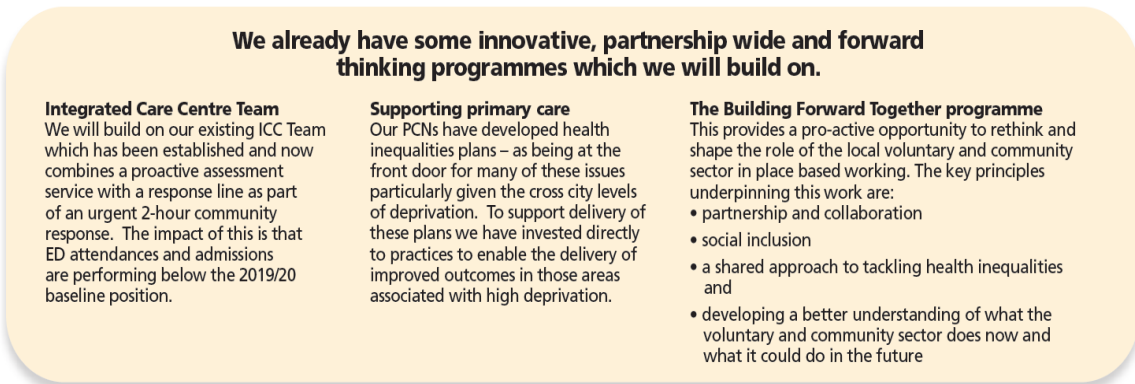 We already have some innovative, partnership wide and forward
thinking programmes which we will build on.
Integrated Care Centre Team
We will build on our existing ICC Team
which has been established and now
combines a proactive assessment
service with a response line as part
of an urgent 2-hour community
response.  The impact of this is that
ED attendances and admissions
are performing below the 2019/20
baseline position.
Supporting primary care
Our PCNs have developed health
inequalities plans – as being at the
front door for many of these issues
particularly given the cross city levels
of deprivation.  To support delivery of
these plans we have invested directly
to practices to enable the delivery of
improved outcomes in those areas
associated with high deprivation.
The Building Forward Together programme
This provides a pro-active opportunity to rethink and
shape the role of the local voluntary and community
sector in place based working. The key principles
underpinning this work are:
• partnership and collaboration
• social inclusion
• a shared approach to tackling health inequalities
and
• developing a better understanding of what the
voluntary and community sector does now and
what it could do in the future